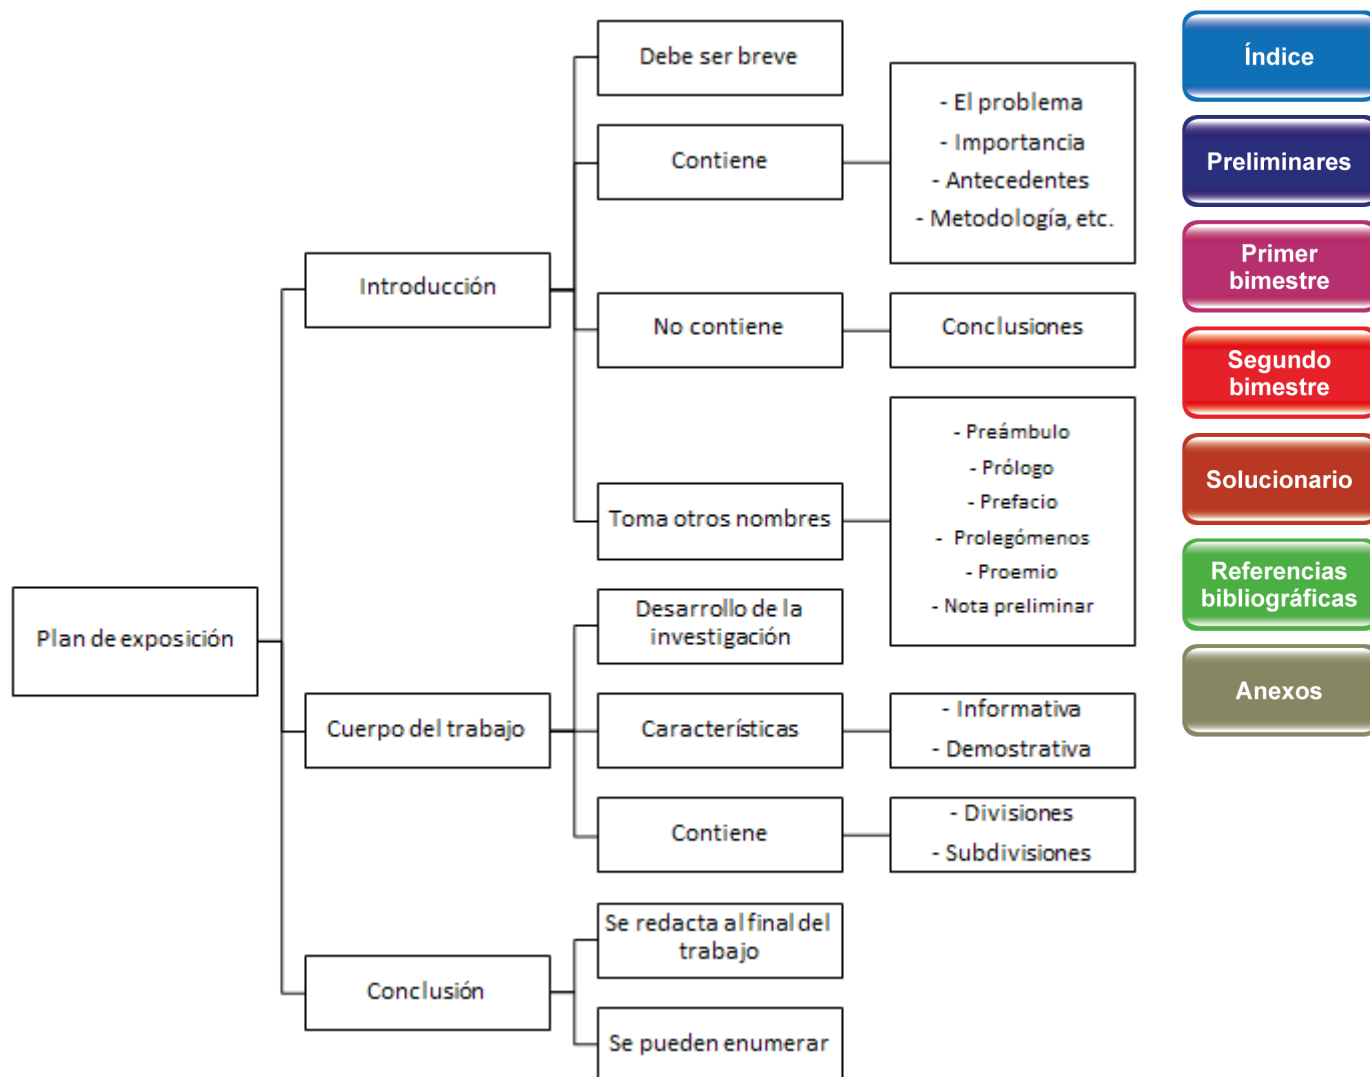 Plan de exposición
Introducción
Debe ser breve
Contiene
- El problema
- Importancia
- Antecedentes
- Metodología, etc.
No contiene
Conclusiones
Toma otros nombres
- Preámbulo
- Prólogo
- Prefacio
- Prolegómenos
- Proemio
- Nota preliminar
Cuerpo del trabajo
Desarrollo de la
investigación
Característicás
- Informativa
- Demostrativa
Contiene
- Divisiones
- Subdivisiones
Conclusión
Se redacta al final del
trabajo
Se pueden enumerar
Índice
Preliminares
Primer
bimestre
Segundo
bimestre
Solucionario
Referencias
bibliográficas
Anexos